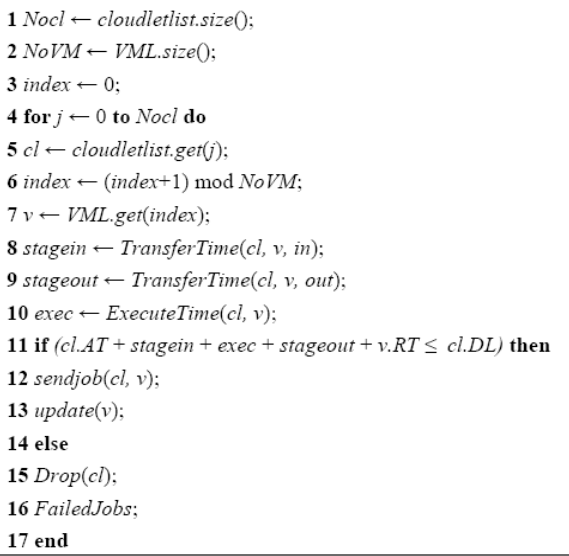 1 Nocl ← cloudletlist.size();
2 NoVM ← VML.size();
3 index ← 0;
4 for j ← 0 to Nocl do
5 cl ← cloudletlist.get(j);
6 index ← (index+1) mod NoVM;
7 v ← VML.get(index);
8 stagein ← TransferTime(cl, v, in);
9 stageout ← TransferTime(cl, v, out);
10 exec ← ExecuteTime(cl, v);
11 if (cl.AT + stagein + exec + stageout + v.RT ≤ cl.DL) then
12 sendjob(cl, v);
13 update(v);
14 else
15 Drop(cl);
16 FailedJobs;
17 end